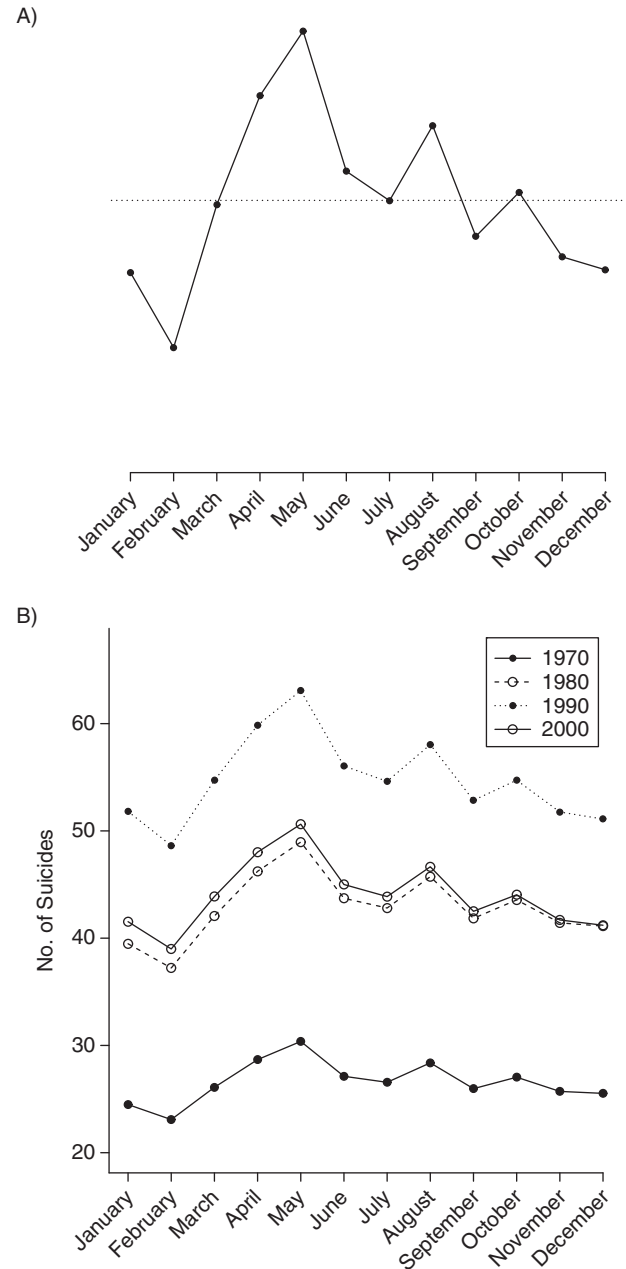 A)
January
February
March
April
May
June
July
August
September
October
November
December
B)
1970
1980
1990
2000
No. of Suicides
60
50
40
30
20
January
February
March
April
May
June
July
August
September
October
November
December